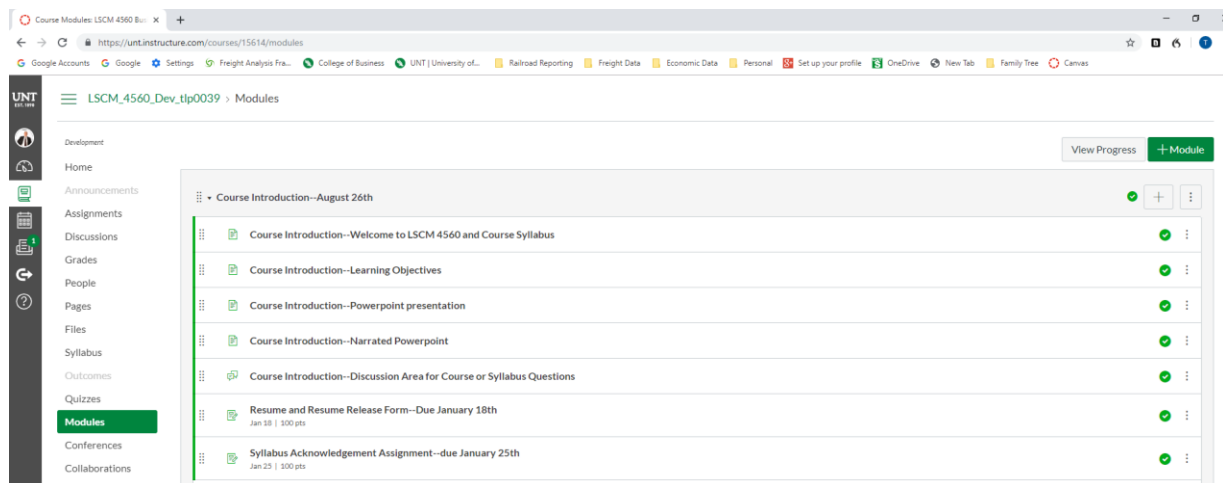 Course Modules: LSCM 4560 Bus
https://unt.instructure.com/courses/15614/modules
T
Google Accounts Google Settings Freight Analysis Fra... College of Business UNT | University of... Railroad Reporting Freight Data Economic Data Personal Set up your profile OneDrive New Tab Family Tree Canvas
UNT
EST. 1890
LSCM_4560_Dev_tlp0039 > Modules
Development
View Progress
+ Module
Home
Announcements
Assignments
Discussions
1
Grades
People
Pages
Files
Syllabus
Outcomes
Quizzes
Modules
Conferences
Collaborations
Course Introduction--August 26th
Course Introduction--Welcome to LSCM 4560 and Course Syllabus
Course Introduction--Learning Objectives
Course Introduction--Powerpoint presentation
Course Introduction--Narrated Powerpoint
Course Introduction--Discussion Area for Course or Syllabus Questions
Resume and Resume Release Form--Due January 18th
Jan 18 | 100 pts
Syllabus Acknowledgement Assignment--due January 25th
Jan 25 | 100 pts